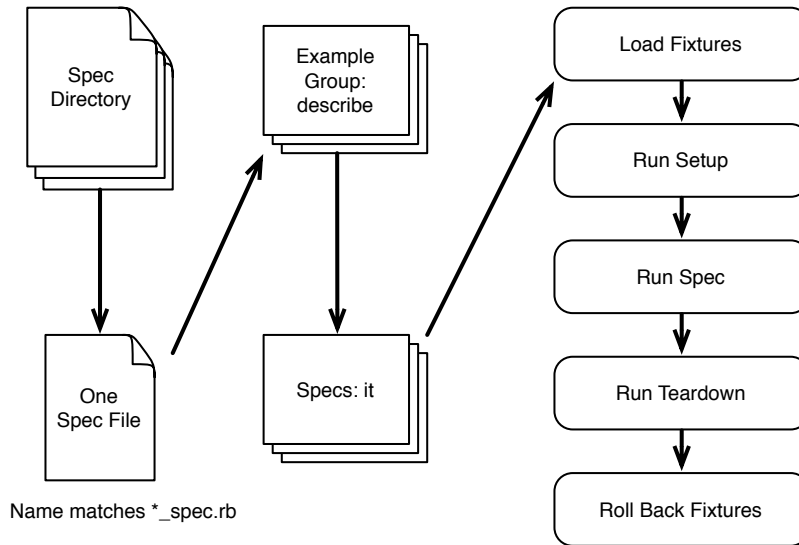 Spec
Directory
One
Spec File
Name matches *_spec.rb
Example
Group:
describe
Specs: it
Load Fixtures
Run Setup
Run Spec
Run Teardown
Roll Back Fixtures